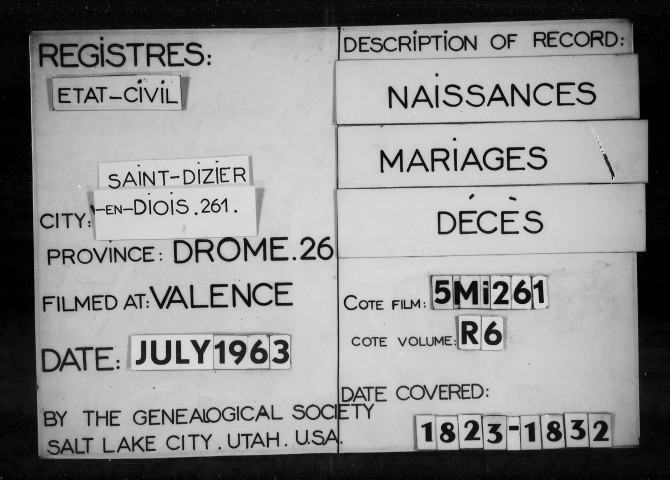 REGISTRES:
ETAT-CIVIL
SAINT-DIZIER
CITY: -EN-DIOIS.261.
PROVINCE: DROME.26
FILMED AT: VALENCE
DATE: JULY 1963
BY THE GENEALOGICAL SOCIETY
SALT LAKE CITY. UTAH. U.S.A.
DESCRIPTION OF RECORD:
NAISSANCES
MARIAGES
DÉCÈS
COTE FILM: 5Mi261
COTE VOLUME: R6
DATE COVERED:
1823-1832